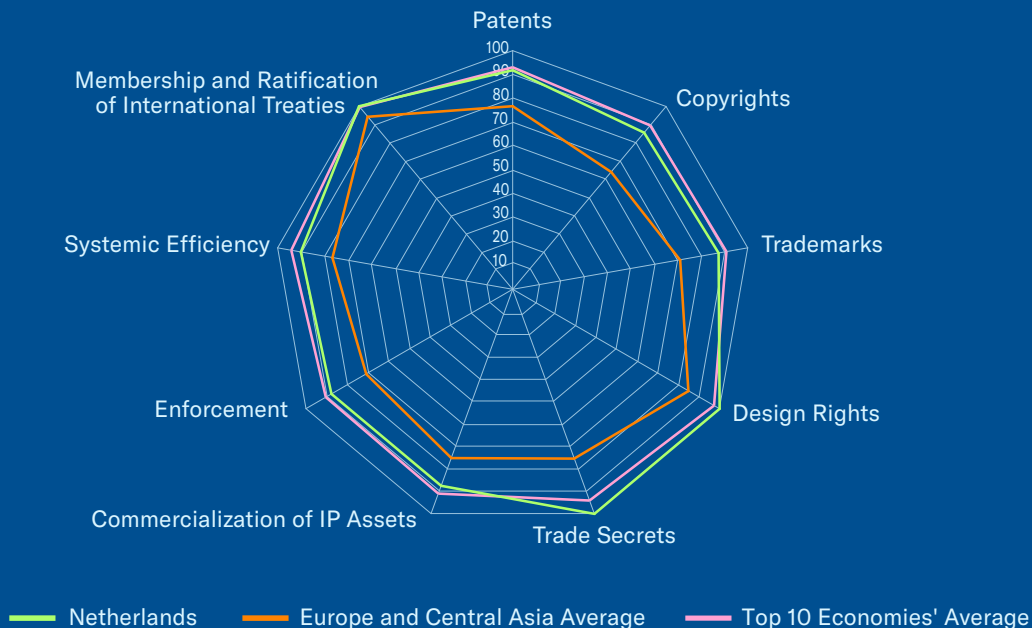 Patents
100
90
80
70
60
50
40
30
20
10
Membership and Ratification
of International Treaties
Copyrights
Systemic Efficiency
Trademarks
Enforcement
Design Rights
Commercialization of IP Assets
Trade Secrets
Netherlands
Europe and Central Asia Average
Top 10 Economies' Average